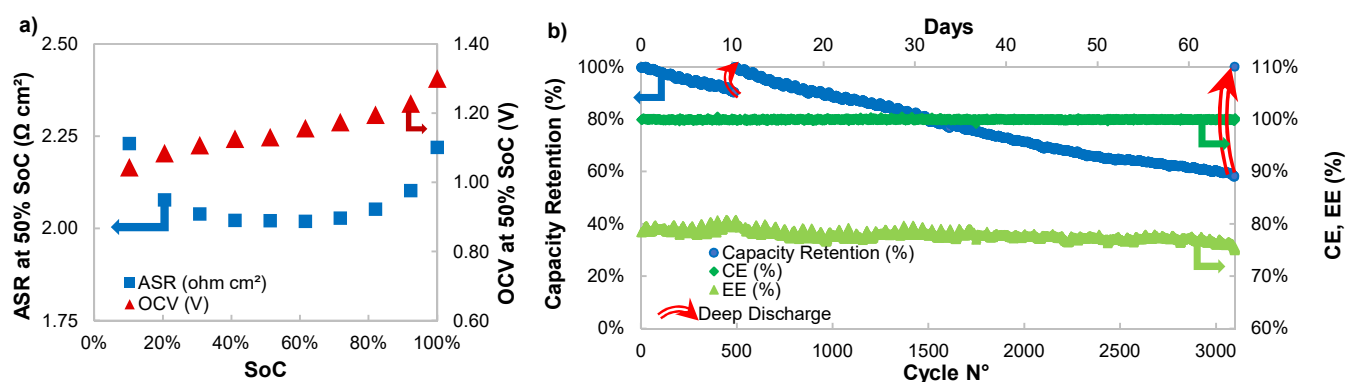 a)
ASR at 50% SoC (Ω cm²)
2.50
2.25
2.00
1.75
1.40
1.20
1.00
0.80
0.60
OCV at 50% SoC (V)
ASR (ohm cm²)
OCV (V)
0% 20% 40% 60% 80% 100%
SoC
b)
Days
0 10 20 30 40 50 60
Capacity Retention (%)
100%
80%
60%
40%
20%
0%
110%
100%
90%
80%
70%
60%
CE, EE (%)
Capacity Retention (%)
CE (%)
EE (%)
Deep Discharge
0 500 1000 1500 2000 2500 3000
Cycle N°